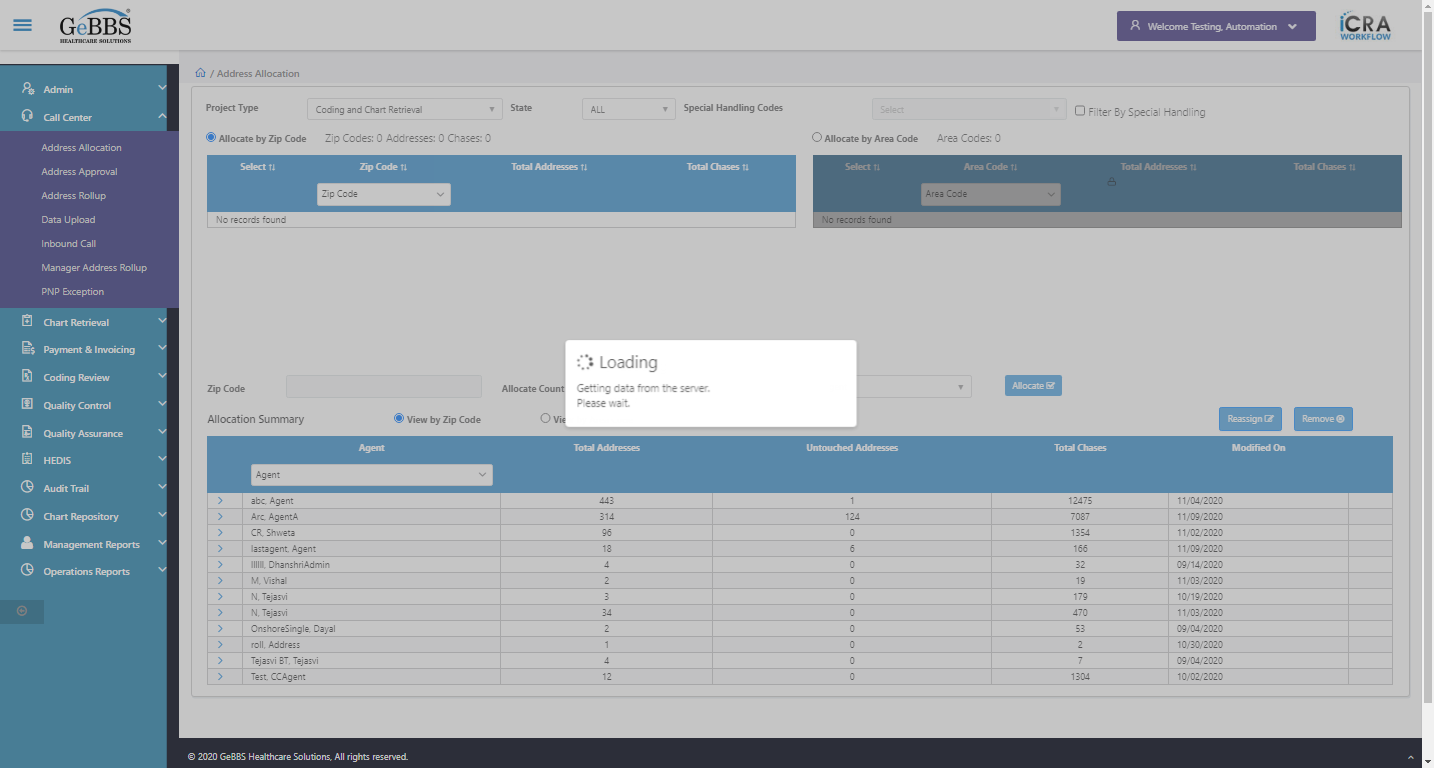 GeBBS
HEALTHCARE SOLUTIONS
Welcome Testing, Automation
iCRA
WORKFLOW
Admin
Call Center
Address Allocation
Address Approval
Address Rollup
Data Upload
Inbound Call
Manager Address Rollup
PNP Exception
Chart Retrieval
Payment & Invoicing
Coding Review
Quality Control
Quality Assurance
HEDIS
Audit Trail
Chart Repository
Management Reports
Operations Reports
/ Address Allocation
Project Type Coding and Chart Retrieval State ALL Special Handling Codes Select Filter By Special Handling
Allocate by Zip Code Zip Codes: 0 Addresses: 0 Chases: 0
Allocate by Area Code Area Codes: 0
Select Zip Code Total Addresses Total Chases
Zip Code
No records found
Select Area Code Total Addresses Total Chases
Area Code
No records found
Loading
Getting data from the server.
Please wait.
Zip Code Allocate Count Allocate
Allocation Summary View by Zip Code Vie Reassign Remove
Agent Total Addresses Untouched Addresses Total Chases Modified On
Agent
abc, Agent 443 1 12475 11/04/2020
Arc, AgentA 314 124 7087 11/09/2020
CR, Shweta 96 0 1354 11/02/2020
lastagent, Agent 18 6 166 11/09/2020
DhanshriAdmin 4 0 32 09/14/2020
M, Vishal 2 0 19 11/03/2020
N, Tejasvi 3 0 179 10/19/2020
N, Tejasvi 34 0 470 11/03/2020
OnshoreSingle, Dayal 2 0 53 09/04/2020
roll, Address 1 0 2 10/30/2020
Tejasvi BT, Tejasvi 4 0 7 09/04/2020
Test, CCAgent 12 0 1304 10/02/2020
© 2020 GeBBS Healthcare Solutions, All rights reserved.